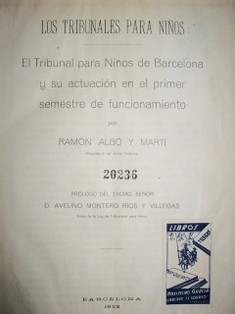 LOS TRIBUNALES PARA NIÑOS
El Tribunal para Niños de Barcelona
y su actuación en el primer
semestre de funcionamiento
por
RAMÓN ALBÓ Y MARTÍ
20236
PRÓLOGO DEL EXCMO. SEÑOR
D. AVELINO MONTERO RÍOS Y VILLEGAS
LIBROS
BARCELONA